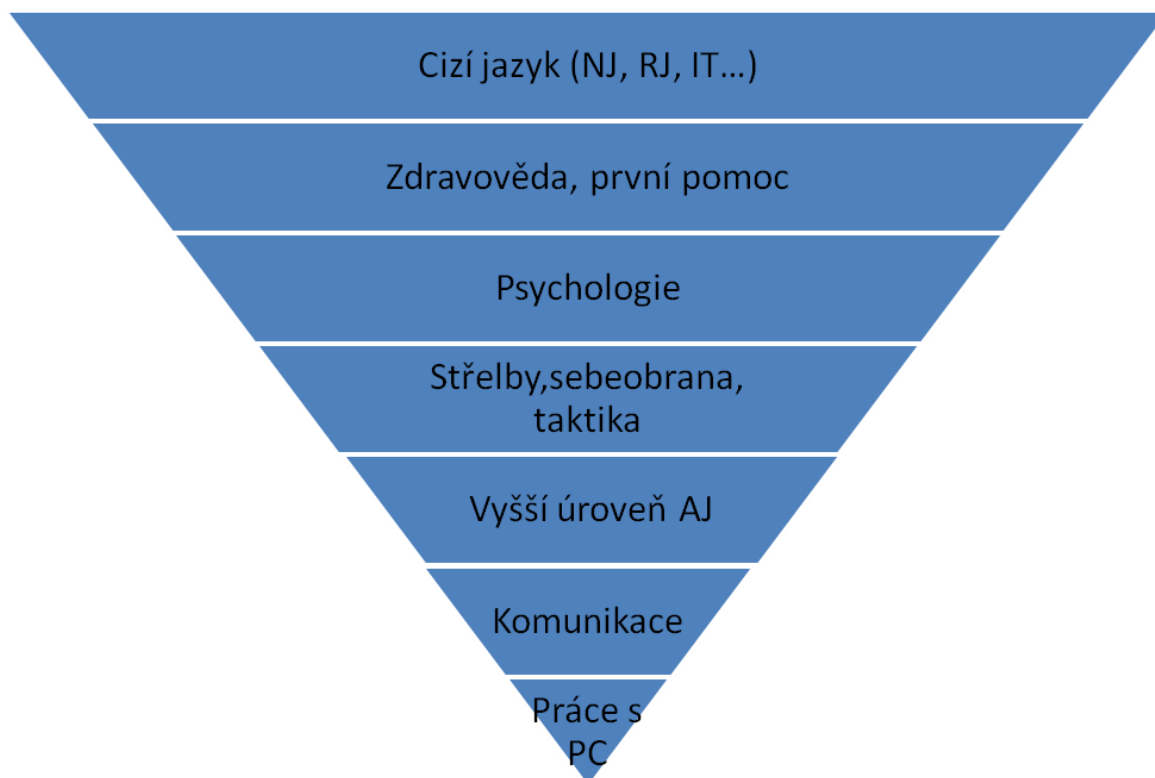 Cizí jazyk (NJ, RJ, IT...)
Zdravověda, první pomoc
Psychologie
Střelby,sebeobrana,
taktika
Vyšší úroveň AJ
Komunikace
Práce s
PC